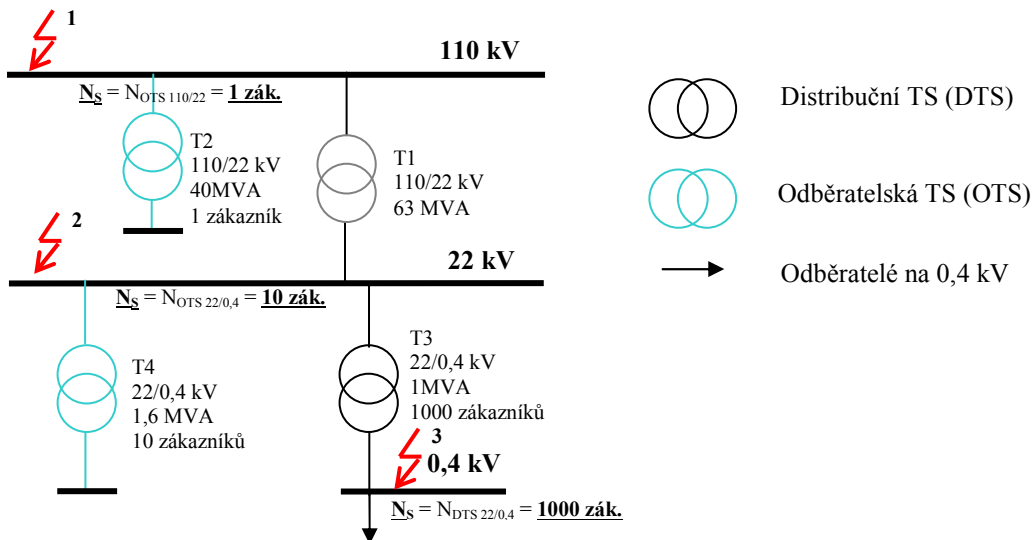 1
110 kV
N_S = N_OTS 110/22 = 1 zák.
T2
110/22 kV
40MVA
1 zákazník
T1
110/22 kV
63 MVA
Distribuční TS (DTS)
Odběratelská TS (OTS)
Odběratelé na 0,4 kV
2
22 kV
N_S = N_OTS 22/0,4 = 10 zák.
T4
22/0,4 kV
1,6 MVA
10 zákazníků
T3
22/0,4 kV
1MVA
1000 zákazníků
3
0,4 kV
N_S = N_DTS 22/0,4 = 1000 zák.